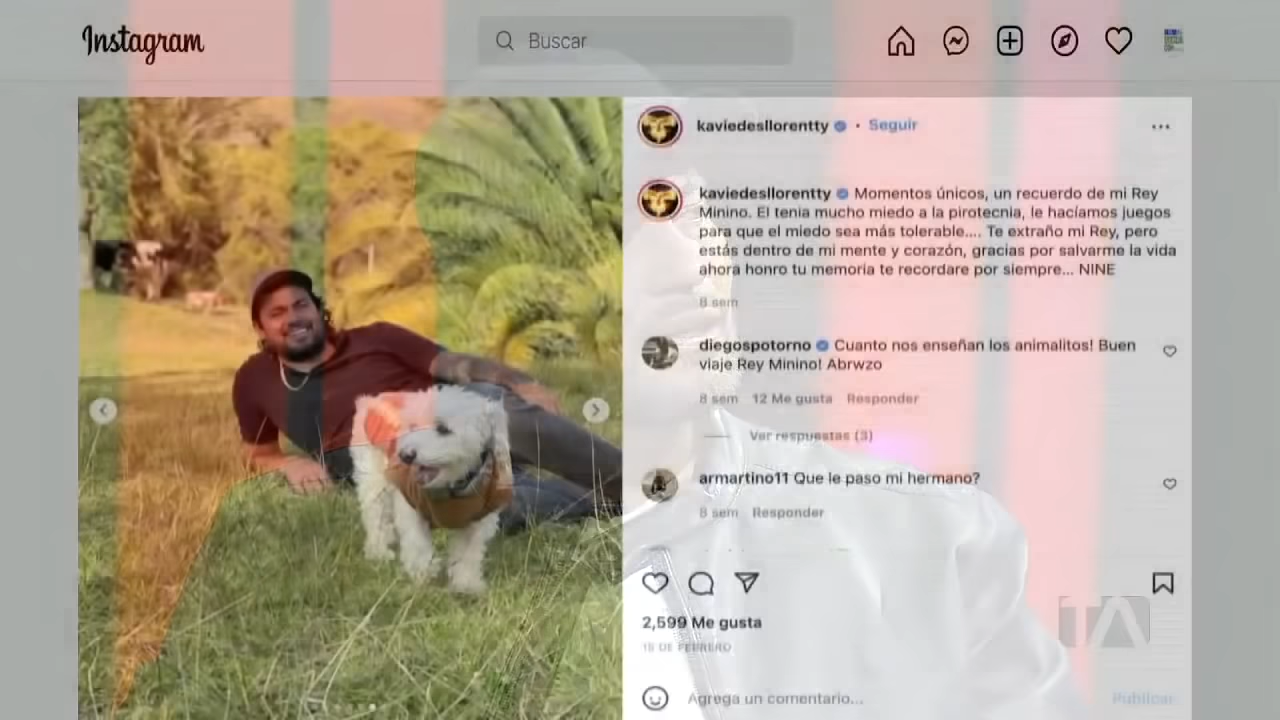 Instagram
Buscar
kaviedesllorentty • Seguir
kaviedesllorentty Momentos únicos, un recuerdo de mi Rey
Minino. El tenia mucho miedo a la pirotecnia, le hacíamos juegos
para que el miedo sea más tolerable.... Te extraño mi Rey, pero
estás dentro de mi mente y corazón, gracias por salvarme la vida
ahora honro tu memoria te recordare por siempre... NINE
8 sem
diegospotorno Cuanto nos enseñan los animalitos! Buen
viaje Rey Minino! Abrwzo
8 sem 12 Me gusta Responder
Ver respuestas (3)
armartino11 Que le paso mi hermano?
8 sem Responder
2,599 Me gusta
TA
Agrega un comentario...
Publicar